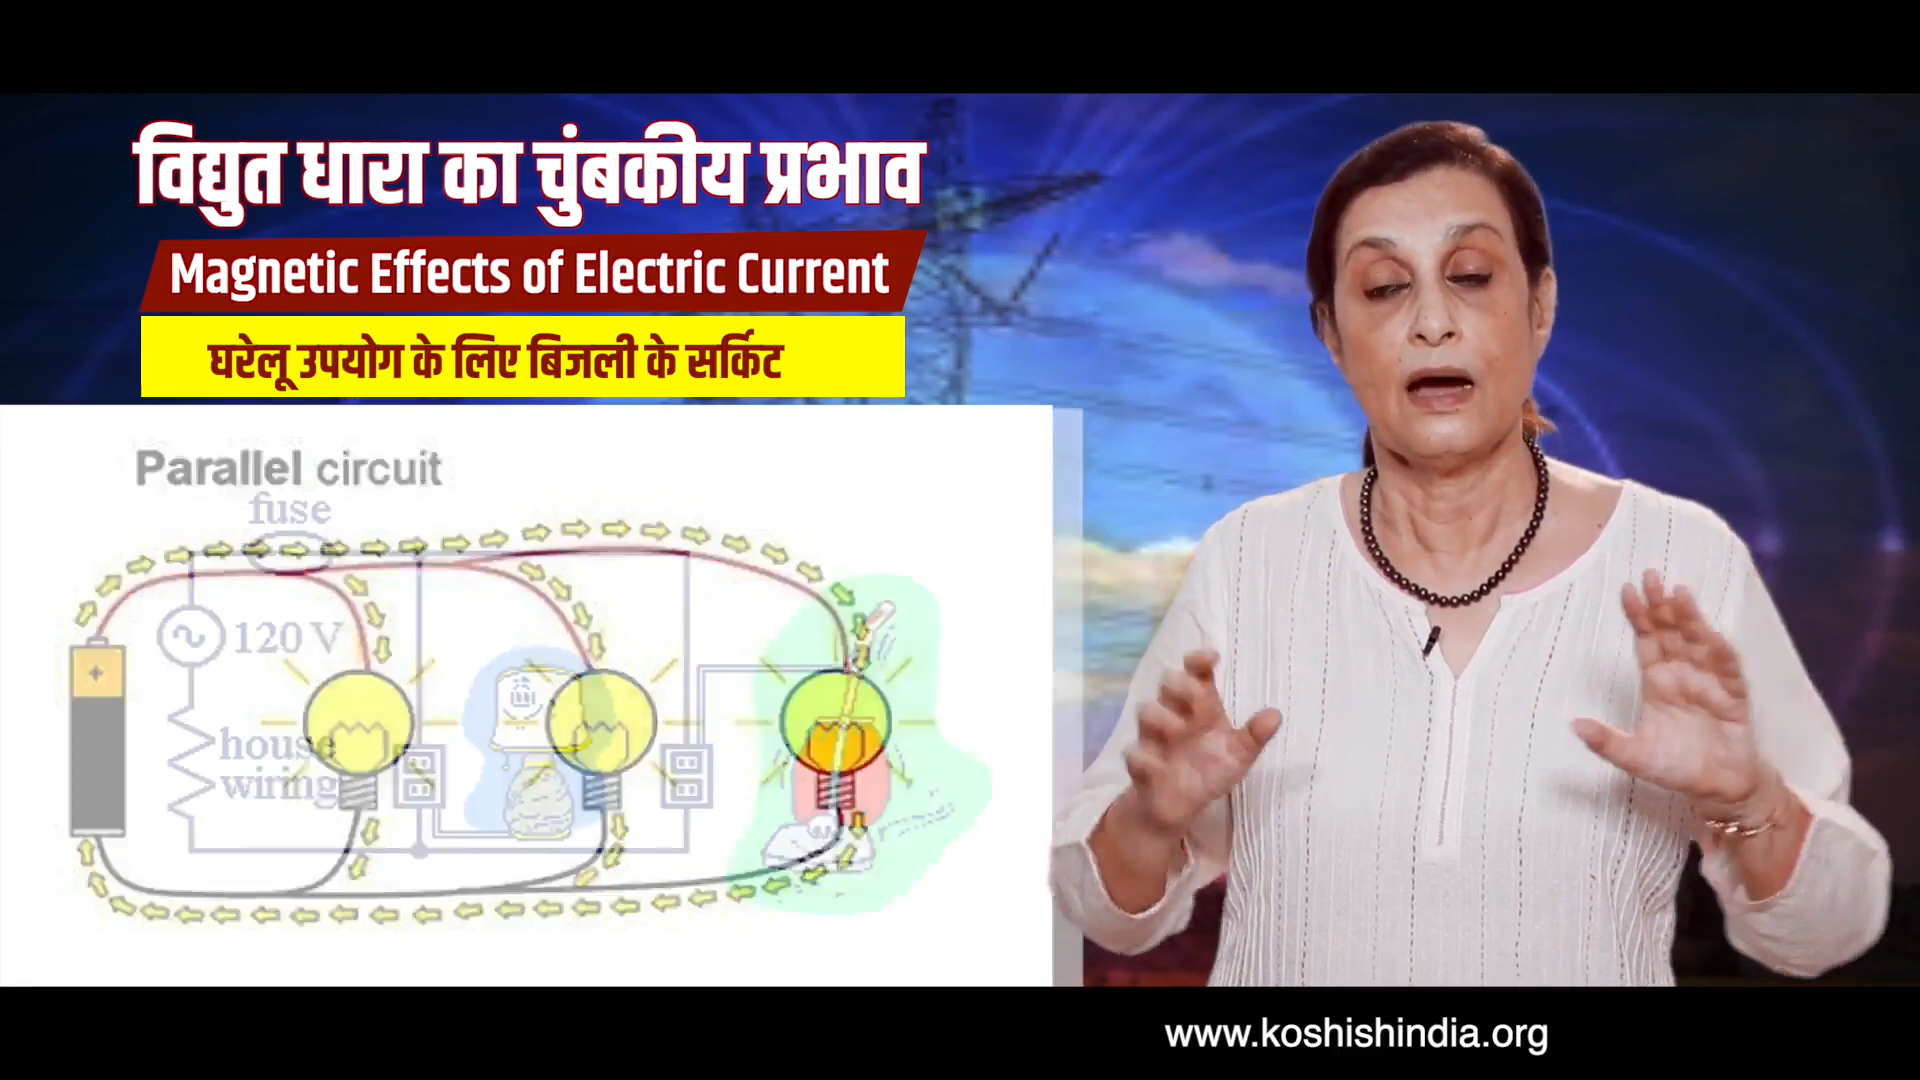 विद्युत धारा का चुंबकीय प्रभाव
Magnetic Effects of Electric Current
घरेलू उपयोग के लिए बिजली के सर्किट
Parallel circuit
fuse
120 V
+
house
wiring
www.koshishindia.org